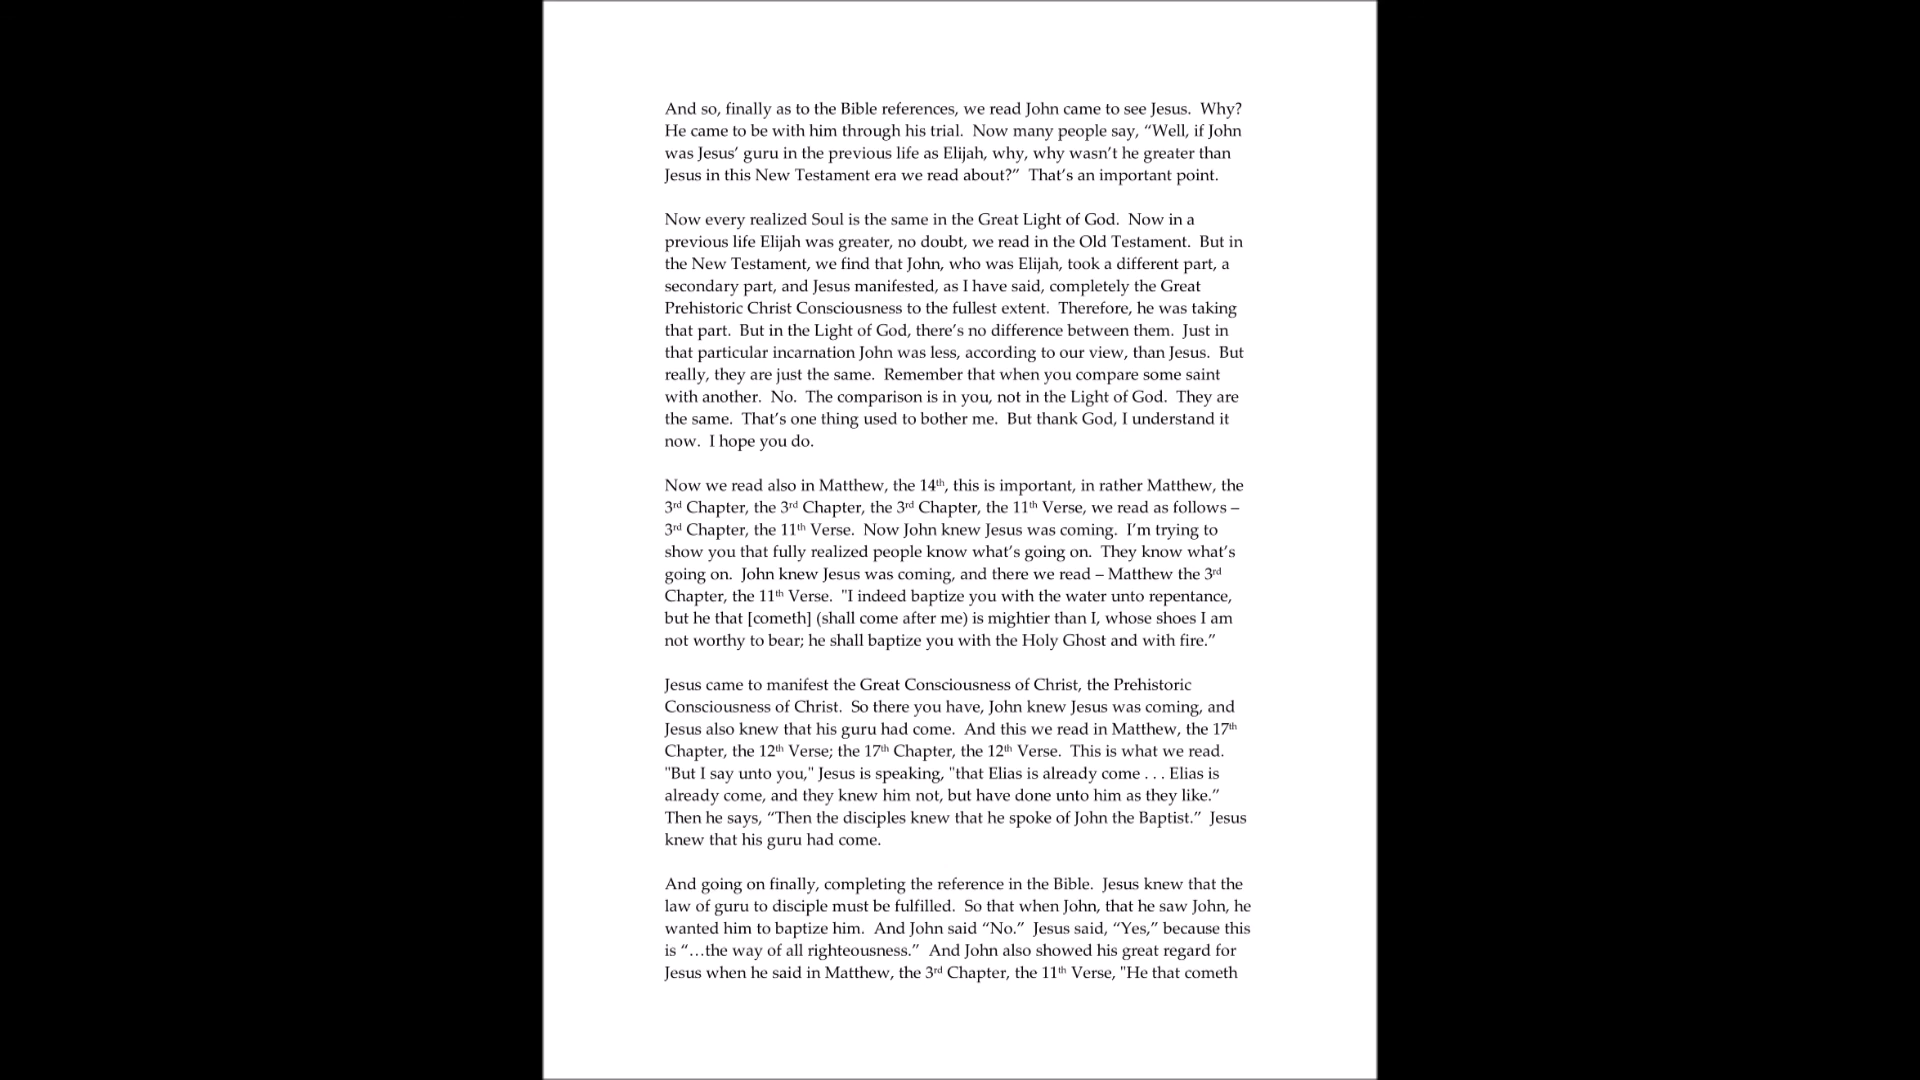 And so, finally as to the Bible references, we read John came to see Jesus.  Why?
He came to be with him through his trial.  Now many people say, “Well, if John
was Jesus’ guru in the previous life as Elijah, why, why wasn’t he greater than
Jesus in this New Testament era we read about?”  That’s an important point.

Now every realized Soul is the same in the Great Light of God.  Now in a
previous life Elijah was greater, no doubt, we read in the Old Testament.  But in
the New Testament, we find that John, who was Elijah, took a different part, a
secondary part, and Jesus manifested, as I have said, completely the Great
Prehistoric Christ Consciousness to the fullest extent.  Therefore, he was taking
that part.  But in the Light of God, there’s no difference between them.  Just in
that particular incarnation John was less, according to our view, than Jesus.  But
really, they are just the same.  Remember that when you compare some saint
with another.  No.  The comparison is in you, not in the Light of God.  They are
the same.  That’s one thing used to bother me.  But thank God, I understand it
now.  I hope you do.

Now we read also in Matthew, the 14th, this is important, in rather Matthew, the
3rd Chapter, the 3rd Chapter, the 3rd Chapter, the 11th Verse, we read as follows –
3rd Chapter, the 11th Verse.  Now John knew Jesus was coming.  I’m trying to
show you that fully realized people know what’s going on.  They know what’s
going on.  John knew Jesus was coming, and there we read – Matthew the 3rd
Chapter, the 11th Verse.  "I indeed baptize you with the water unto repentance,
but he that [cometh] (shall come after me) is mightier than I, whose shoes I am
not worthy to bear; he shall baptize you with the Holy Ghost and with fire.”

Jesus came to manifest the Great Consciousness of Christ, the Prehistoric
Consciousness of Christ.  So there you have, John knew Jesus was coming, and
Jesus also knew that his guru had come.  And this we read in Matthew, the 17th
Chapter, the 12th Verse; the 17th Chapter, the 12th Verse.  This is what we read.
"But I say unto you," Jesus is speaking, "that Elias is already come . . . Elias is
already come, and they knew him not, but have done unto him as they like.”
Then he says, “Then the disciples knew that he spoke of John the Baptist.”  Jesus
knew that his guru had come.

And going on finally, completing the reference in the Bible.  Jesus knew that the
law of guru to disciple must be fulfilled.  So that when John, that he saw John, he
wanted him to baptize him.  And John said “No.”  Jesus said, “Yes,” because this
is “…the way of all righteousness.”  And John also showed his great regard for
Jesus when he said in Matthew, the 3rd Chapter, the 11th Verse, "He that cometh